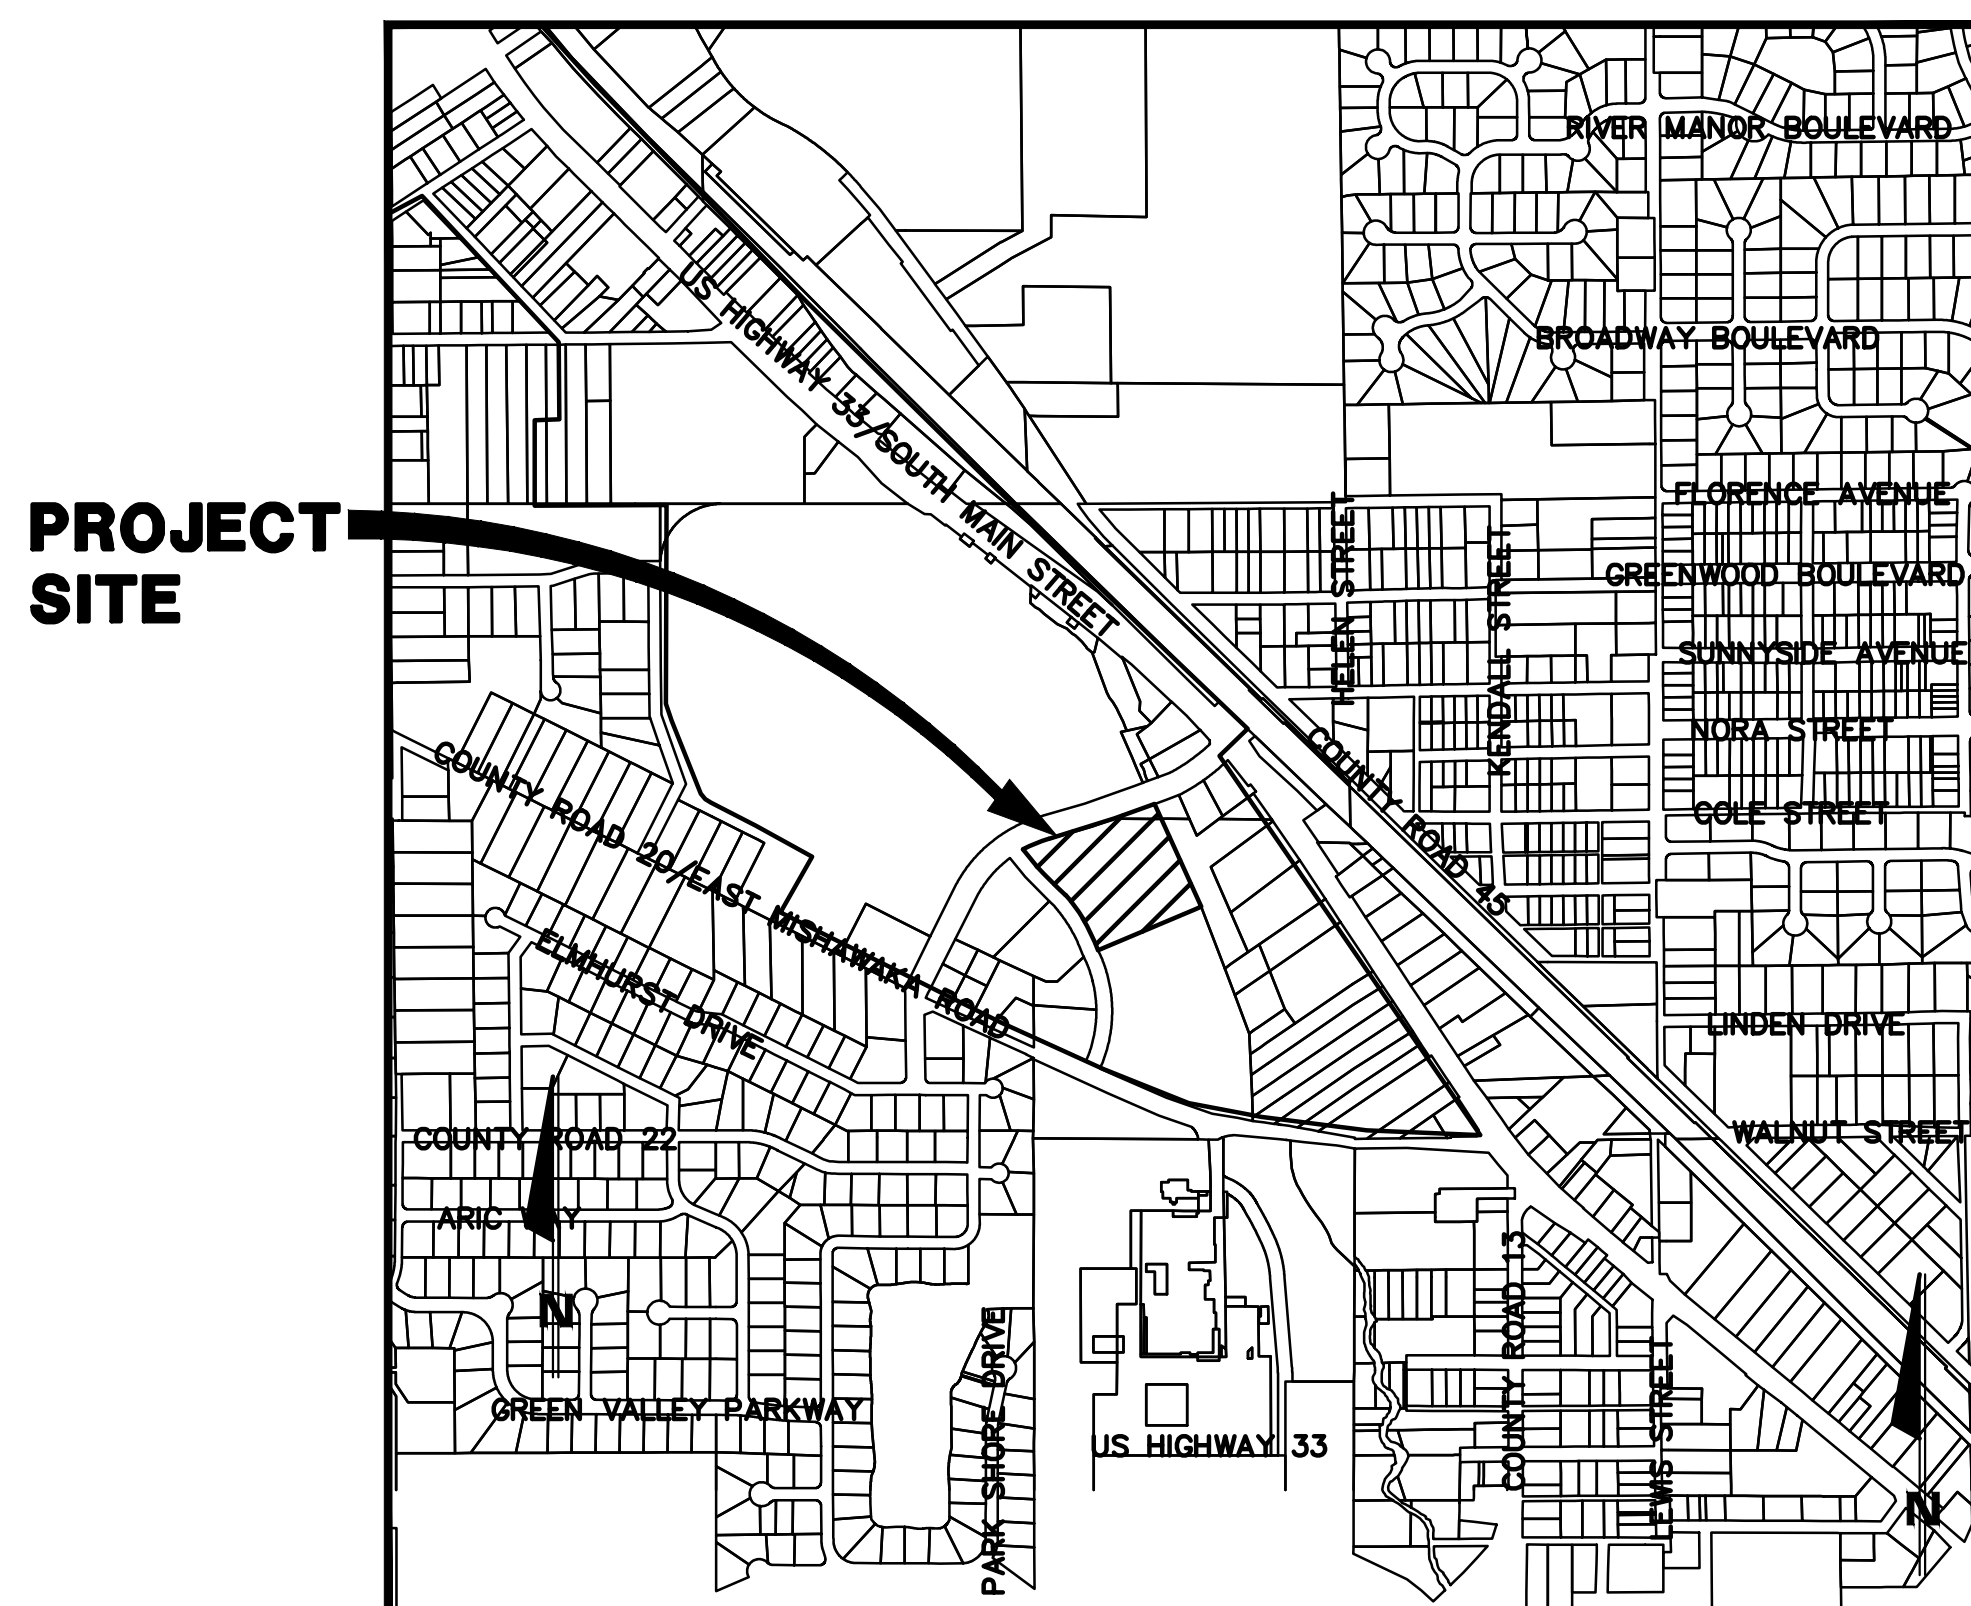 RIVER MANOR BOULEVARD
US HIGHWAY 33/SOUTH MAIN STREET
BROADWAY BOULEVARD
FLORENCE AVENUE
PROJECT
SITE
HELEN STREET
KENDALL STREET
GREENWOOD BOULEVARD
SUNNYSIDE AVENUE
NORA STREET
COUNTY ROAD 45
COUNTY ROAD 20/EAST MISHAWAKA ROAD
COLE STREET
ELMHURST DRIVE
LINDEN DRIVE
COUNTY ROAD 22
WALNUT STREET
ARIC WAY
N
COUNTY ROAD 13
PARK SHORE DRIVE
LEWIS STREET
GREEN VALLEY PARKWAY
US HIGHWAY 33
N